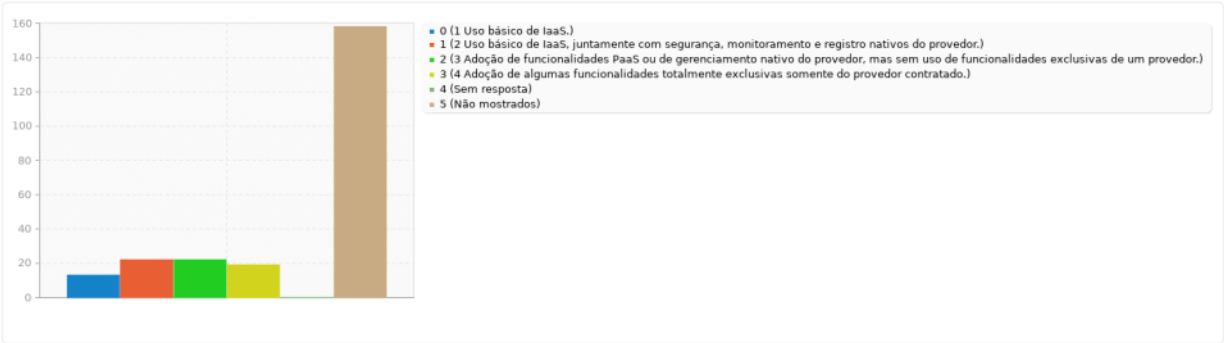 160
140
120
100
80
60
40
20
0
0 (1 Uso básico de IaaS.)
1 (2 Uso básico de IaaS, juntamente com segurança, monitoramento e registro nativos do provedor.)
2 (3 Adoção de funcionalidades PaaS ou de gerenciamento nativo do provedor, mas sem uso de funcionalidades exclusivas de um provedor.)
3 (4 Adoção de algumas funcionalidades totalmente exclusivas somente do provedor contratado.)
4 (Sem resposta)
5 (Não mostrados)